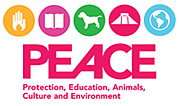 PEACE
Protection, Education, Animals,
Culture and Environment